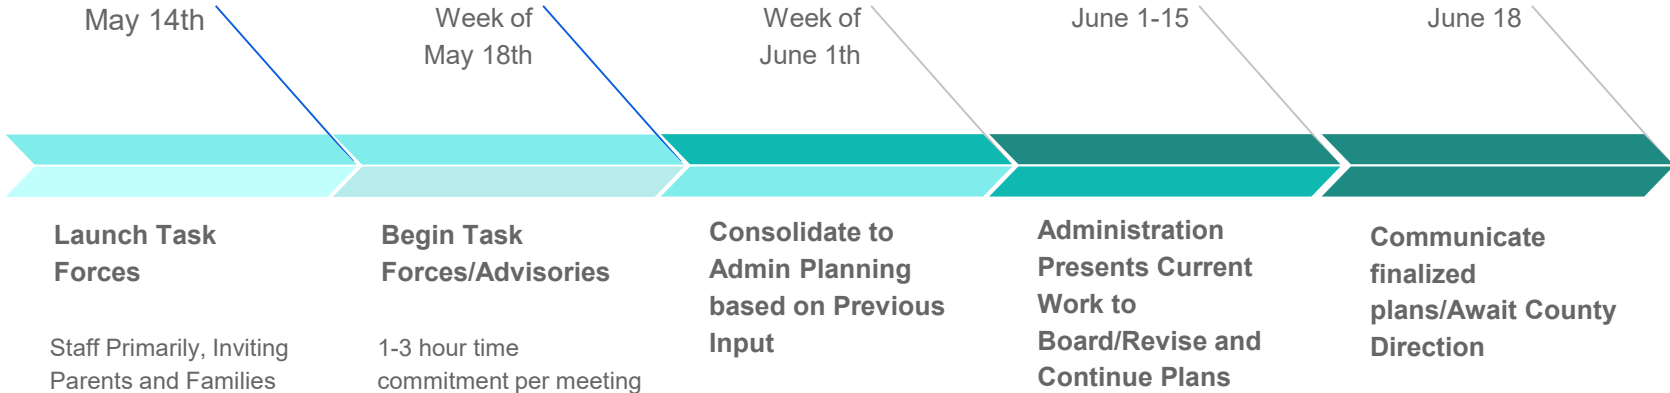 May 14th
Week of
May 18th
Week of
June 1th
June 1-15
June 18
Launch Task
Forces
Staff Primarily, Inviting
Parents and Families
Begin Task
Forces/Advisories
1-3 hour time
commitment per meeting
Consolidate to
Admin Planning
based on Previous
Input
Administration
Presents Current
Work to
Board/Revise and
Continue Plans
Communicate
finalized
plans/Await County
Direction